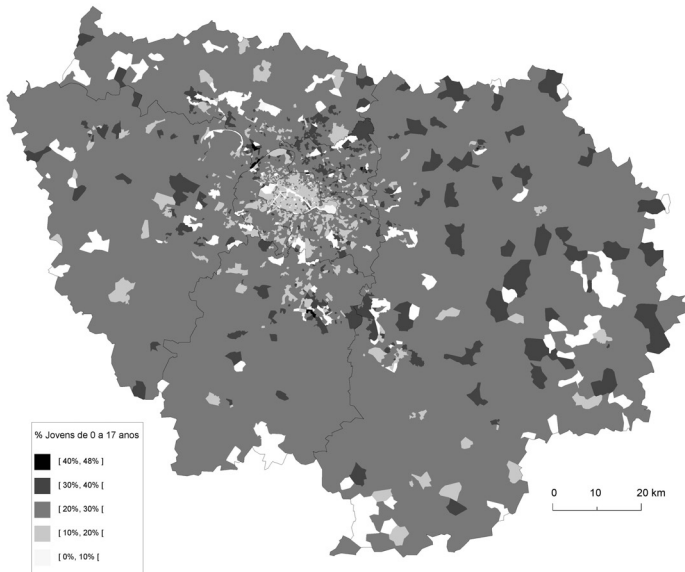 % Jovens de 0 a 17 anos
[ 40%, 48% ]
[ 30%, 40% [
[ 20%, 30% [
[ 10%, 20% [
[ 0%, 10% [
0 10 20 km